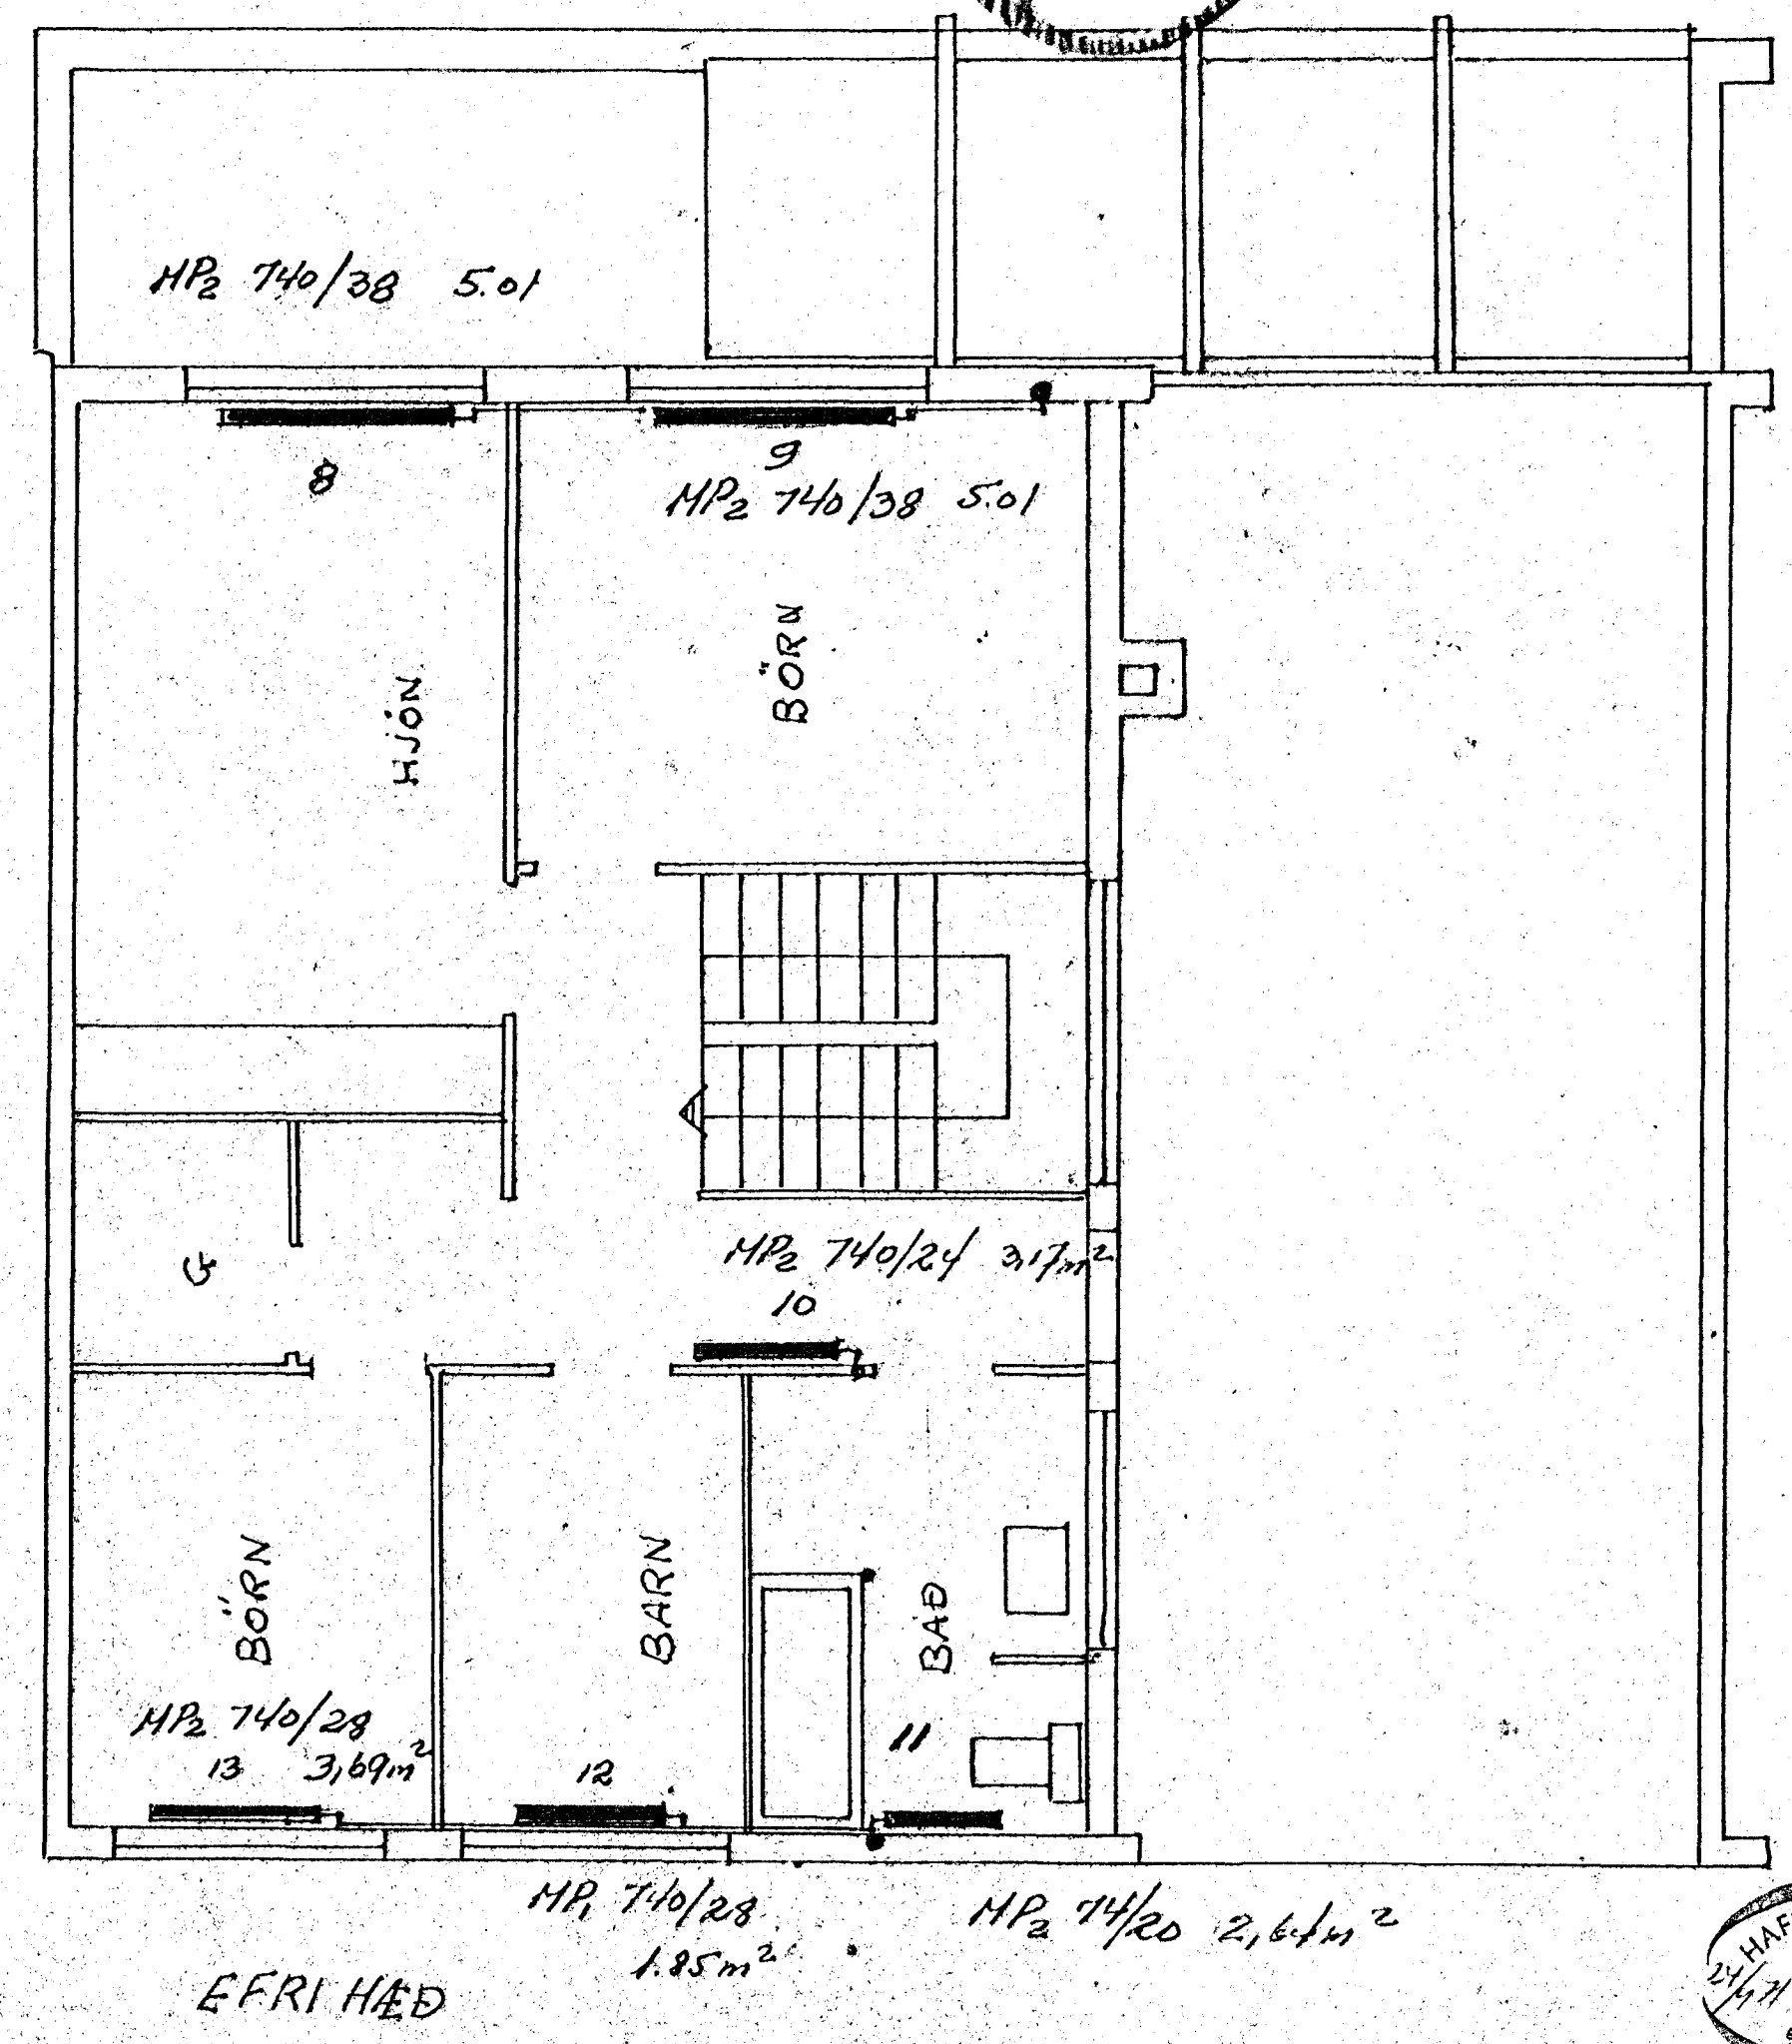 MP2 740/38 5.01
8
9
MP2 740/38 5.01
HJÓN
BÖRN
MP2 740/24 3,17m²
10
G
BÖRN
BARN
BAÐ
MP2 740/28
13 3,69m²
12
11
MP1 740/28
1.85m²
MP2 74/20 2,64m²
EFRI HÆÐ
HAF